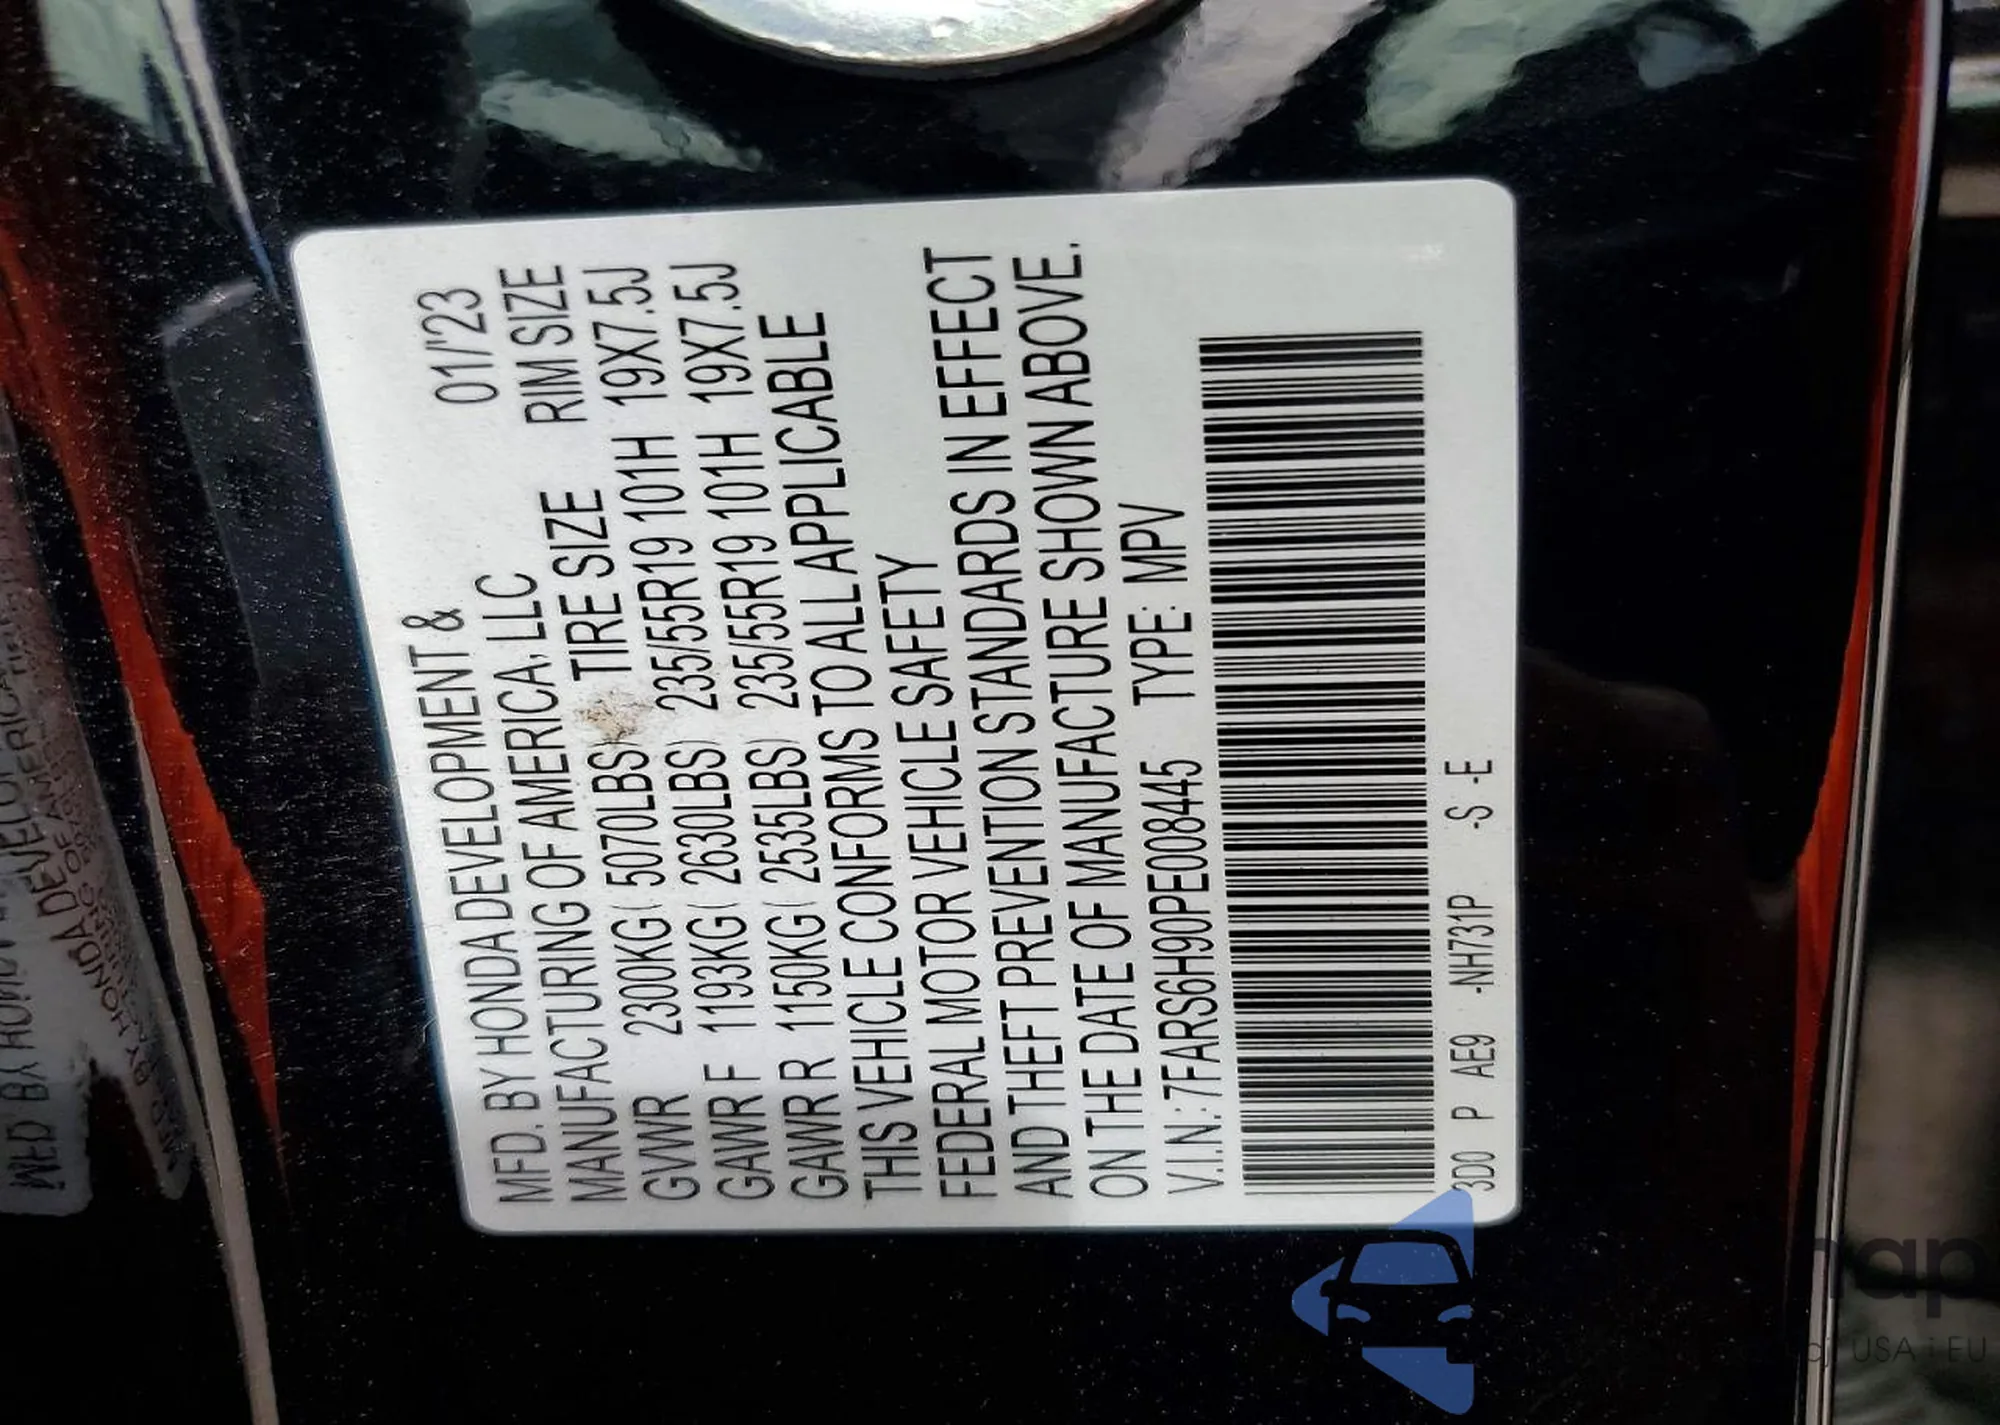 MFD. BY HONDA DEVELOPMENT & 01/'23
MANUFACTURING OF AMERICA, LLC
TIRE SIZE RIM SIZE
GVWR 2300KG( 5070LBS) 235/55R19 101H 19X7.5J
GAWR F 1193KG( 2630LBS) 235/55R19 101H 19X7.5J
GAWR R 1150KG( 2535LBS)
THIS VEHICLE CONFORMS TO ALL APPLICABLE
FEDERAL MOTOR VEHICLE SAFETY
AND THEFT PREVENTION STANDARDS IN EFFECT
ON THE DATE OF MANUFACTURE SHOWN ABOVE.
V.I.N.: 7FARS6H90PE008445 TYPE: MPV
3D0 P AE9 -NH731P -S -E
USA i EU